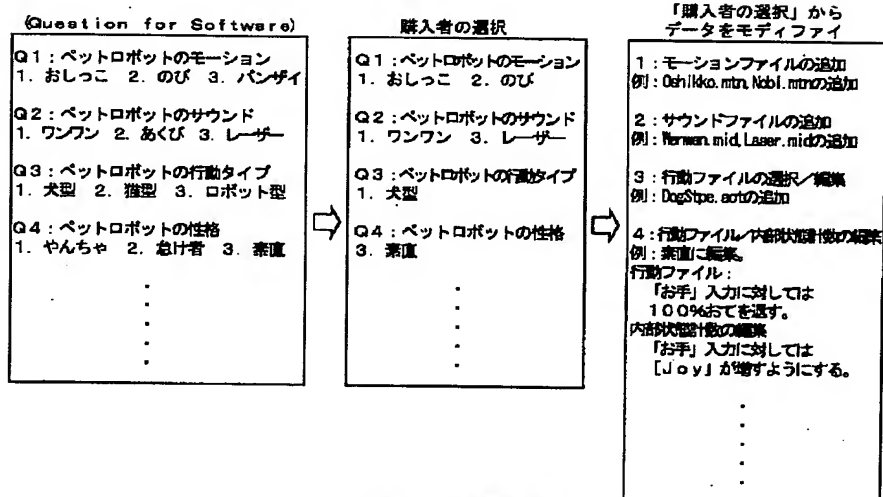 (Question for Software)
Q1：ペットロボットのモーション
1. おしっこ 2. のび 3. バンザイ
Q2：ペットロボットのサウンド
1. ワンワン 2. あくび 3. レーザー
Q3：ペットロボットの行動タイプ
1. 犬型 2. 猫型 3. ロボット型
Q4：ペットロボットの性格
1. やんちゃ 2. 怠け者 3. 素直
購入者の選択
Q1：ペットロボットのモーション
1. おしっこ 2. のび
Q2：ペットロボットのサウンド
1. ワンワン 3. レーザー
Q3：ペットロボットの行動タイプ
1. 犬型
Q4：ペットロボットの性格
3. 素直
「購入者の選択」から
データをモディファイ
1：モーションファイルの追加
例：Oshikko.mtn,Nobi.mtnの追加
2：サウンドファイルの追加
例：Wanwan.mid,Laser.midの追加
3：行動ファイルの選択／編集
例：DogStpe.aotの追加
4：行動ファイル／内部状態計数の編集
例：素直に編集。
行動ファイル：
「お手」入力に対しては
100%おてを返す。
内部状態計数の編集
「お手」入力に対しては
[Joy」が増すようにする。